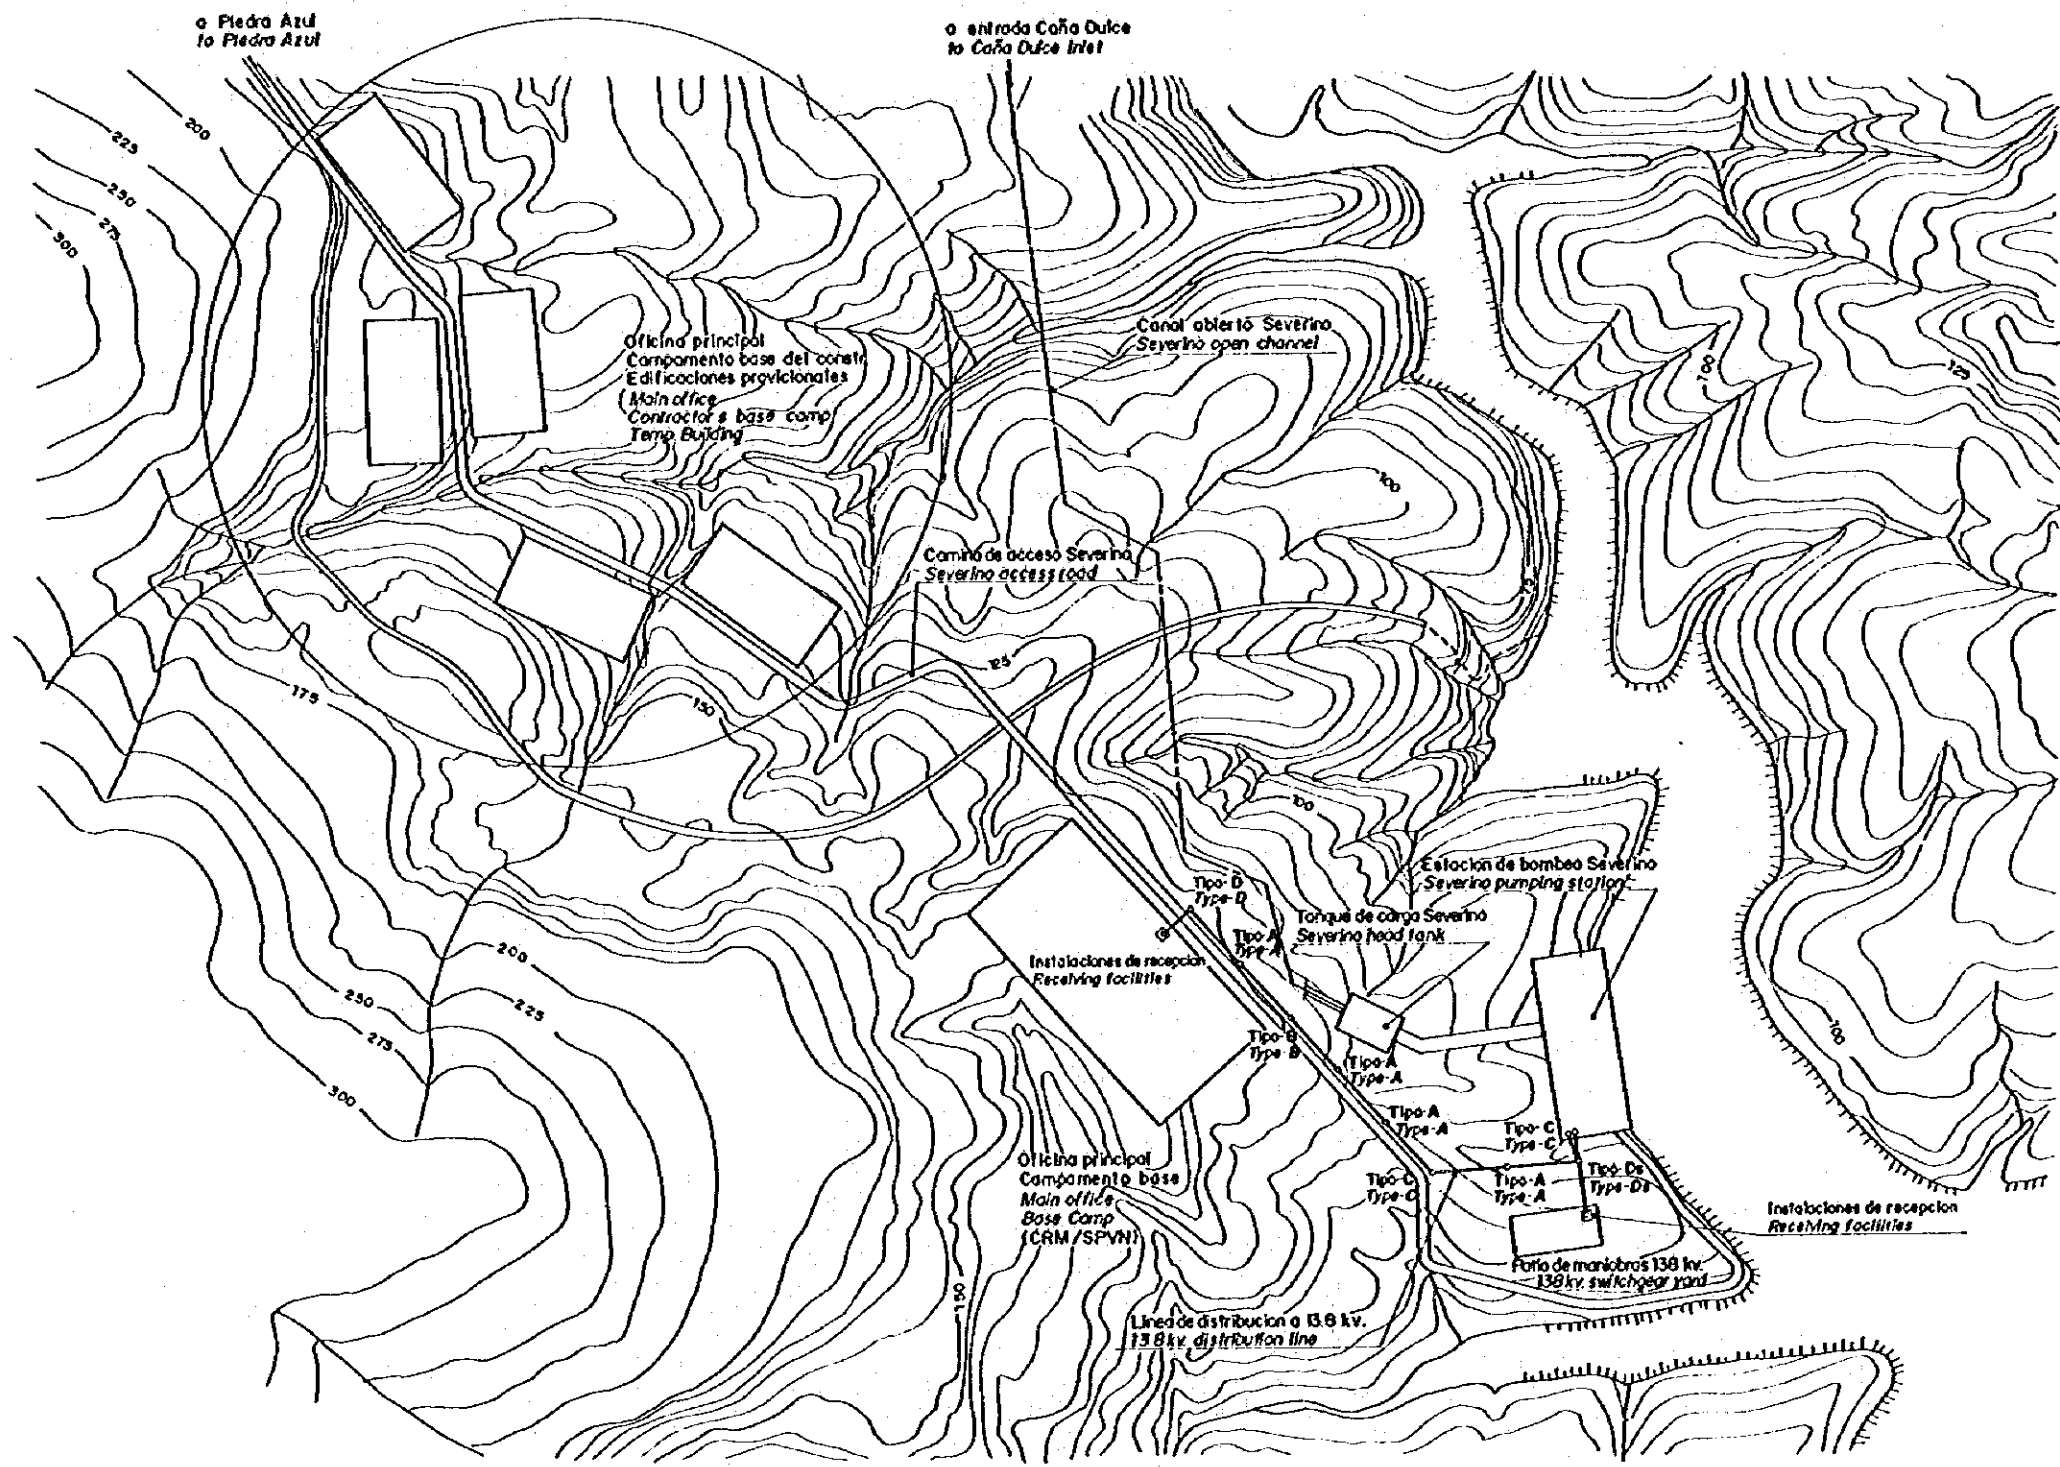 a Piedra Azul
to Piedra Azul
a entrada Caña Dulce
to Caña Dulce Inlet
200
225
250
275
300
Canal abierto Severino
Severino open channel
100
125
Oficina principal
Campamento base del constr.
Edificaciones provicionales
(Main office
Contractor's base camp
Temp. Building
100
Camino de acceso Severino
Severino access road
125
175
150
100
Estacion de bombeo Severino
Severino pumping station
Tipo-D
Type-D
Tanque de carga Severino
Severino head tank
Tipo-A
Type-A
Instalaciones de recepcion
Receiving facilities
200
225
250
275
300
100
Tipo-B
Type-B
Tipo-A
Type-A
Tipo-A
Type-A
Tipo-C
Type-C
Oficina principal
Campamento base
Main office
Base Camp
(CRM/SPVN)
Tipo-C
Type-C
Tipo-A
Type-A
Tipo-Ds
Type-Ds
Instalaciones de recepcion
Receiving facilities
Patio de maniobras 138 kv.
138 kv. switchgear yard
150
Linea de distribucion a 13.8 kv.
13.8 kv. distribution line